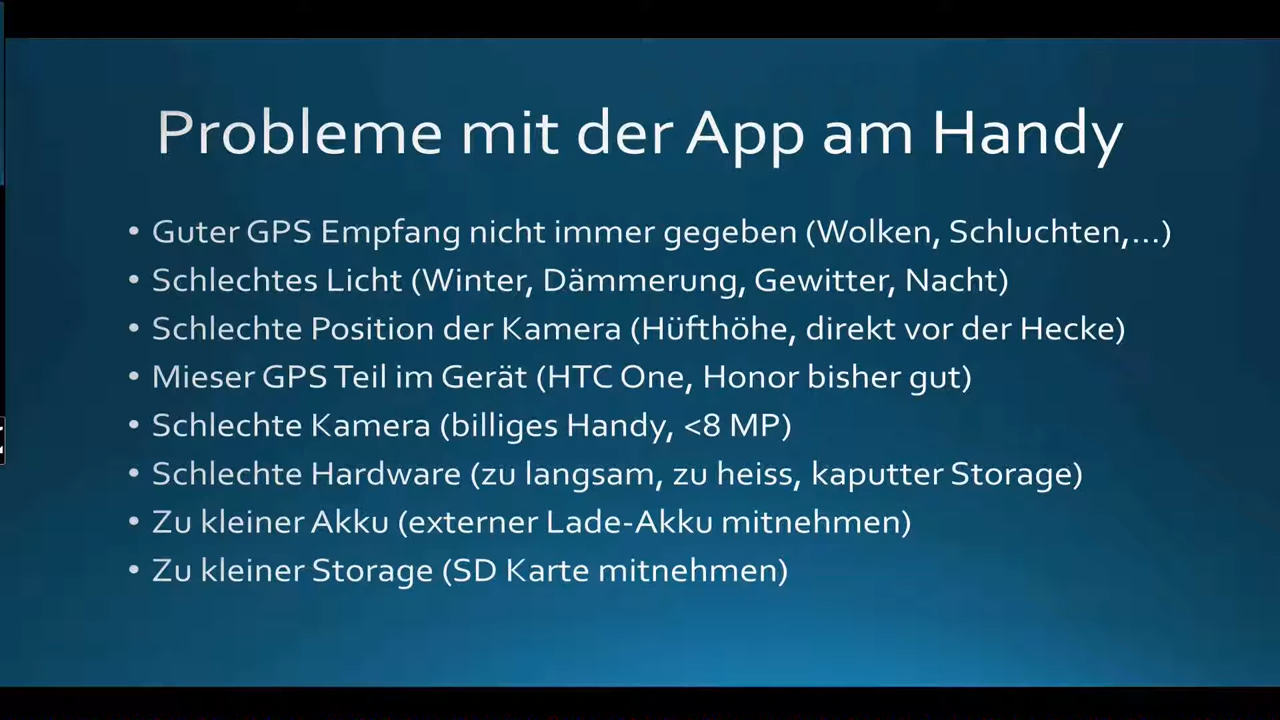 Probleme mit der App am Handy
• Guter GPS Empfang nicht immer gegeben (Wolken, Schluchten,...)
• Schlechtes Licht (Winter, Dämmerung, Gewitter, Nacht)
• Schlechte Position der Kamera (Hüfthöhe, direkt vor der Hecke)
• Mieser GPS Teil im Gerät (HTC One, Honor bisher gut)
• Schlechte Kamera (billiges Handy, <8 MP)
• Schlechte Hardware (zu langsam, zu heiss, kaputter Storage)
• Zu kleiner Akku (externer Lade-Akku mitnehmen)
• Zu kleiner Storage (SD Karte mitnehmen)